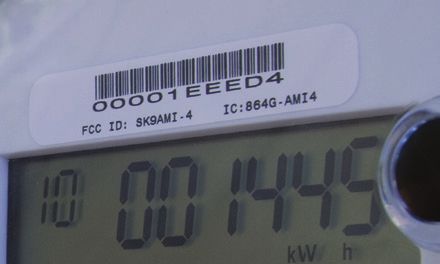 00001EEED4
FCC ID: SK9AMI-4 IC:864G-AMI4
10 001445
kW h